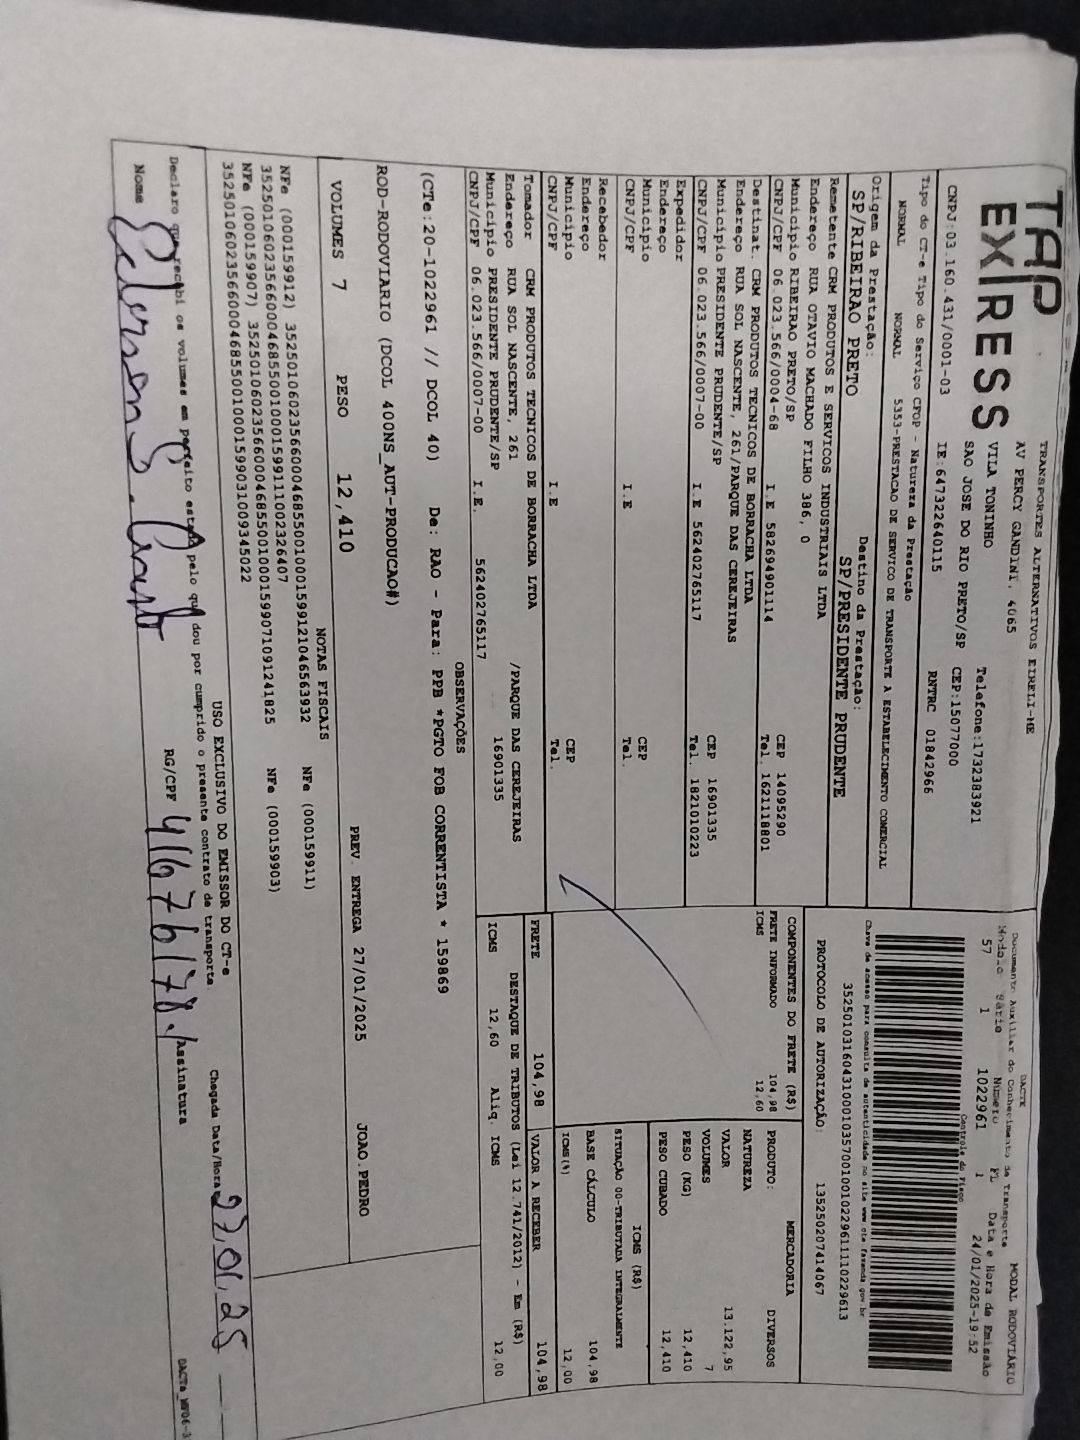 TAP
EXPRESS
TRANSPORTES ALTERNATIVOS EIRELI-ME
AV PERCY GANDINI, 4065
VILA TONINHO
SAO JOSE DO RIO PRETO/SP
Telefone:1732383921
CEP:15077000
CNPJ:03.160.431/0001-03 IE:647322640115 RNTRC 01842966
Tipo do CT-e Tipo do Serviço CFOP - Natureza da Prestação
NORMAL NORMAL 5353-PRESTACAO DE SERVICO DE TRANSPORTE A ESTABELECIMENTO COMERCIAL
Origem da Prestação: Destino da Prestação:
SP/RIBEIRAO PRETO SP/PRESIDENTE PRUDENTE
Remetente CRM PRODUTOS E SERVICOS INDUSTRIAIS LTDA
Endereço RUA OTAVIO MACHADO FILHO 386, 0
Municipio RIBEIRAO PRETO/SP CEP 14095290
CNPJ/CPF 06.023.566/0004-68 I.E 582694901114 Tel. 1621118801
Destinat. CRM PRODUTOS TECNICOS DE BORRACHA LTDA
Endereço RUA SOL NASCENTE, 261/PARQUE DAS CEREJEIRAS
Municipio PRESIDENTE PRUDENTE/SP CEP 16901335
CNPJ/CPF 06.023.566/0007-00 I.E 562402765117 Tel. 1821010223
Expedidor
Endereço
Municipio CEP
CNPJ/CPF I.E Tel.
Recebedor
Endereço
Municipio CEP
CNPJ/CPF I.E Tel.
Tomador CRM PRODUTOS TECNICOS DE BORRACHA LTDA
Endereço RUA SOL NASCENTE, 261 /PARQUE DAS CEREJEIRAS
Municipio PRESIDENTE PRUDENTE/SP 16901335
CNPJ/CPF 06.023.566/0007-00 I.E. 562402765117
DACTE MODAL RODOVIÁRIO
Documento Auxiliar do Conhecimento de Transporte
Modelo Série Número FL Data e Hora de Emissão
57 1 1022961 1 24/01/2025-19:52
Controle do Fisco
Chave de acesso para consulta de autenticidade no site www.cte.fazenda.gov.br
35250103160431000103570010010229611110229613
PROTOCOLO DE AUTORIZAÇÃO: 135250207414067
COMPONENTES DO FRETE (R$)
FRETE INFORMADO 104,98
ICMS 12,60
MERCADORIA
PRODUTO: DIVERSOS
NATUREZA
VALOR 13.122,95
VOLUMES 7
PESO (KG) 12,410
PESO CUBADO 12,410
ICMS (R$)
SITUAÇÃO 00-TRIBUTADA INTEGRALMENTE
BASE CÁLCULO 104,98
ICMS(%) 12,00
FRETE 104,98 VALOR A RECEBER 104,98
DESTAQUE DE TRIBUTOS (Lei 12.741/2012) - Em (R$)
ICMS 12,60 Aliq. ICMS 12,00
OBSERVAÇÕES
(CTe:20-1022961 // DCOL 40) De: RAO - Para: PPB *PGTO FOB CORRENTISTA * 159869
ROD-RODOVIARIO (DCOL 400NS_AUT-PRODUCAO#)
VOLUMES 7 PESO 12,410 PREV. ENTREGA 27/01/2025 JOAO.PEDRO
NOTAS FISCAIS
NFe (000159912) 35250106023566000468550010001599121046563932 NFe (000159911)
35250106023566000468550010001599111002326407
NFe (000159907) 35250106023566000468550010001599071091241825 NFe (000159903)
35250106023566000468550010001599031009345022
USO EXCLUSIVO DO EMISSOR DO CT-e
Declaro que recebi os volumes em perfeito estado pelo que dou por cumprido o presente contrato de transporte. Chegada Data/Hora 27,01,25
Nome RG/CPF Assinatura